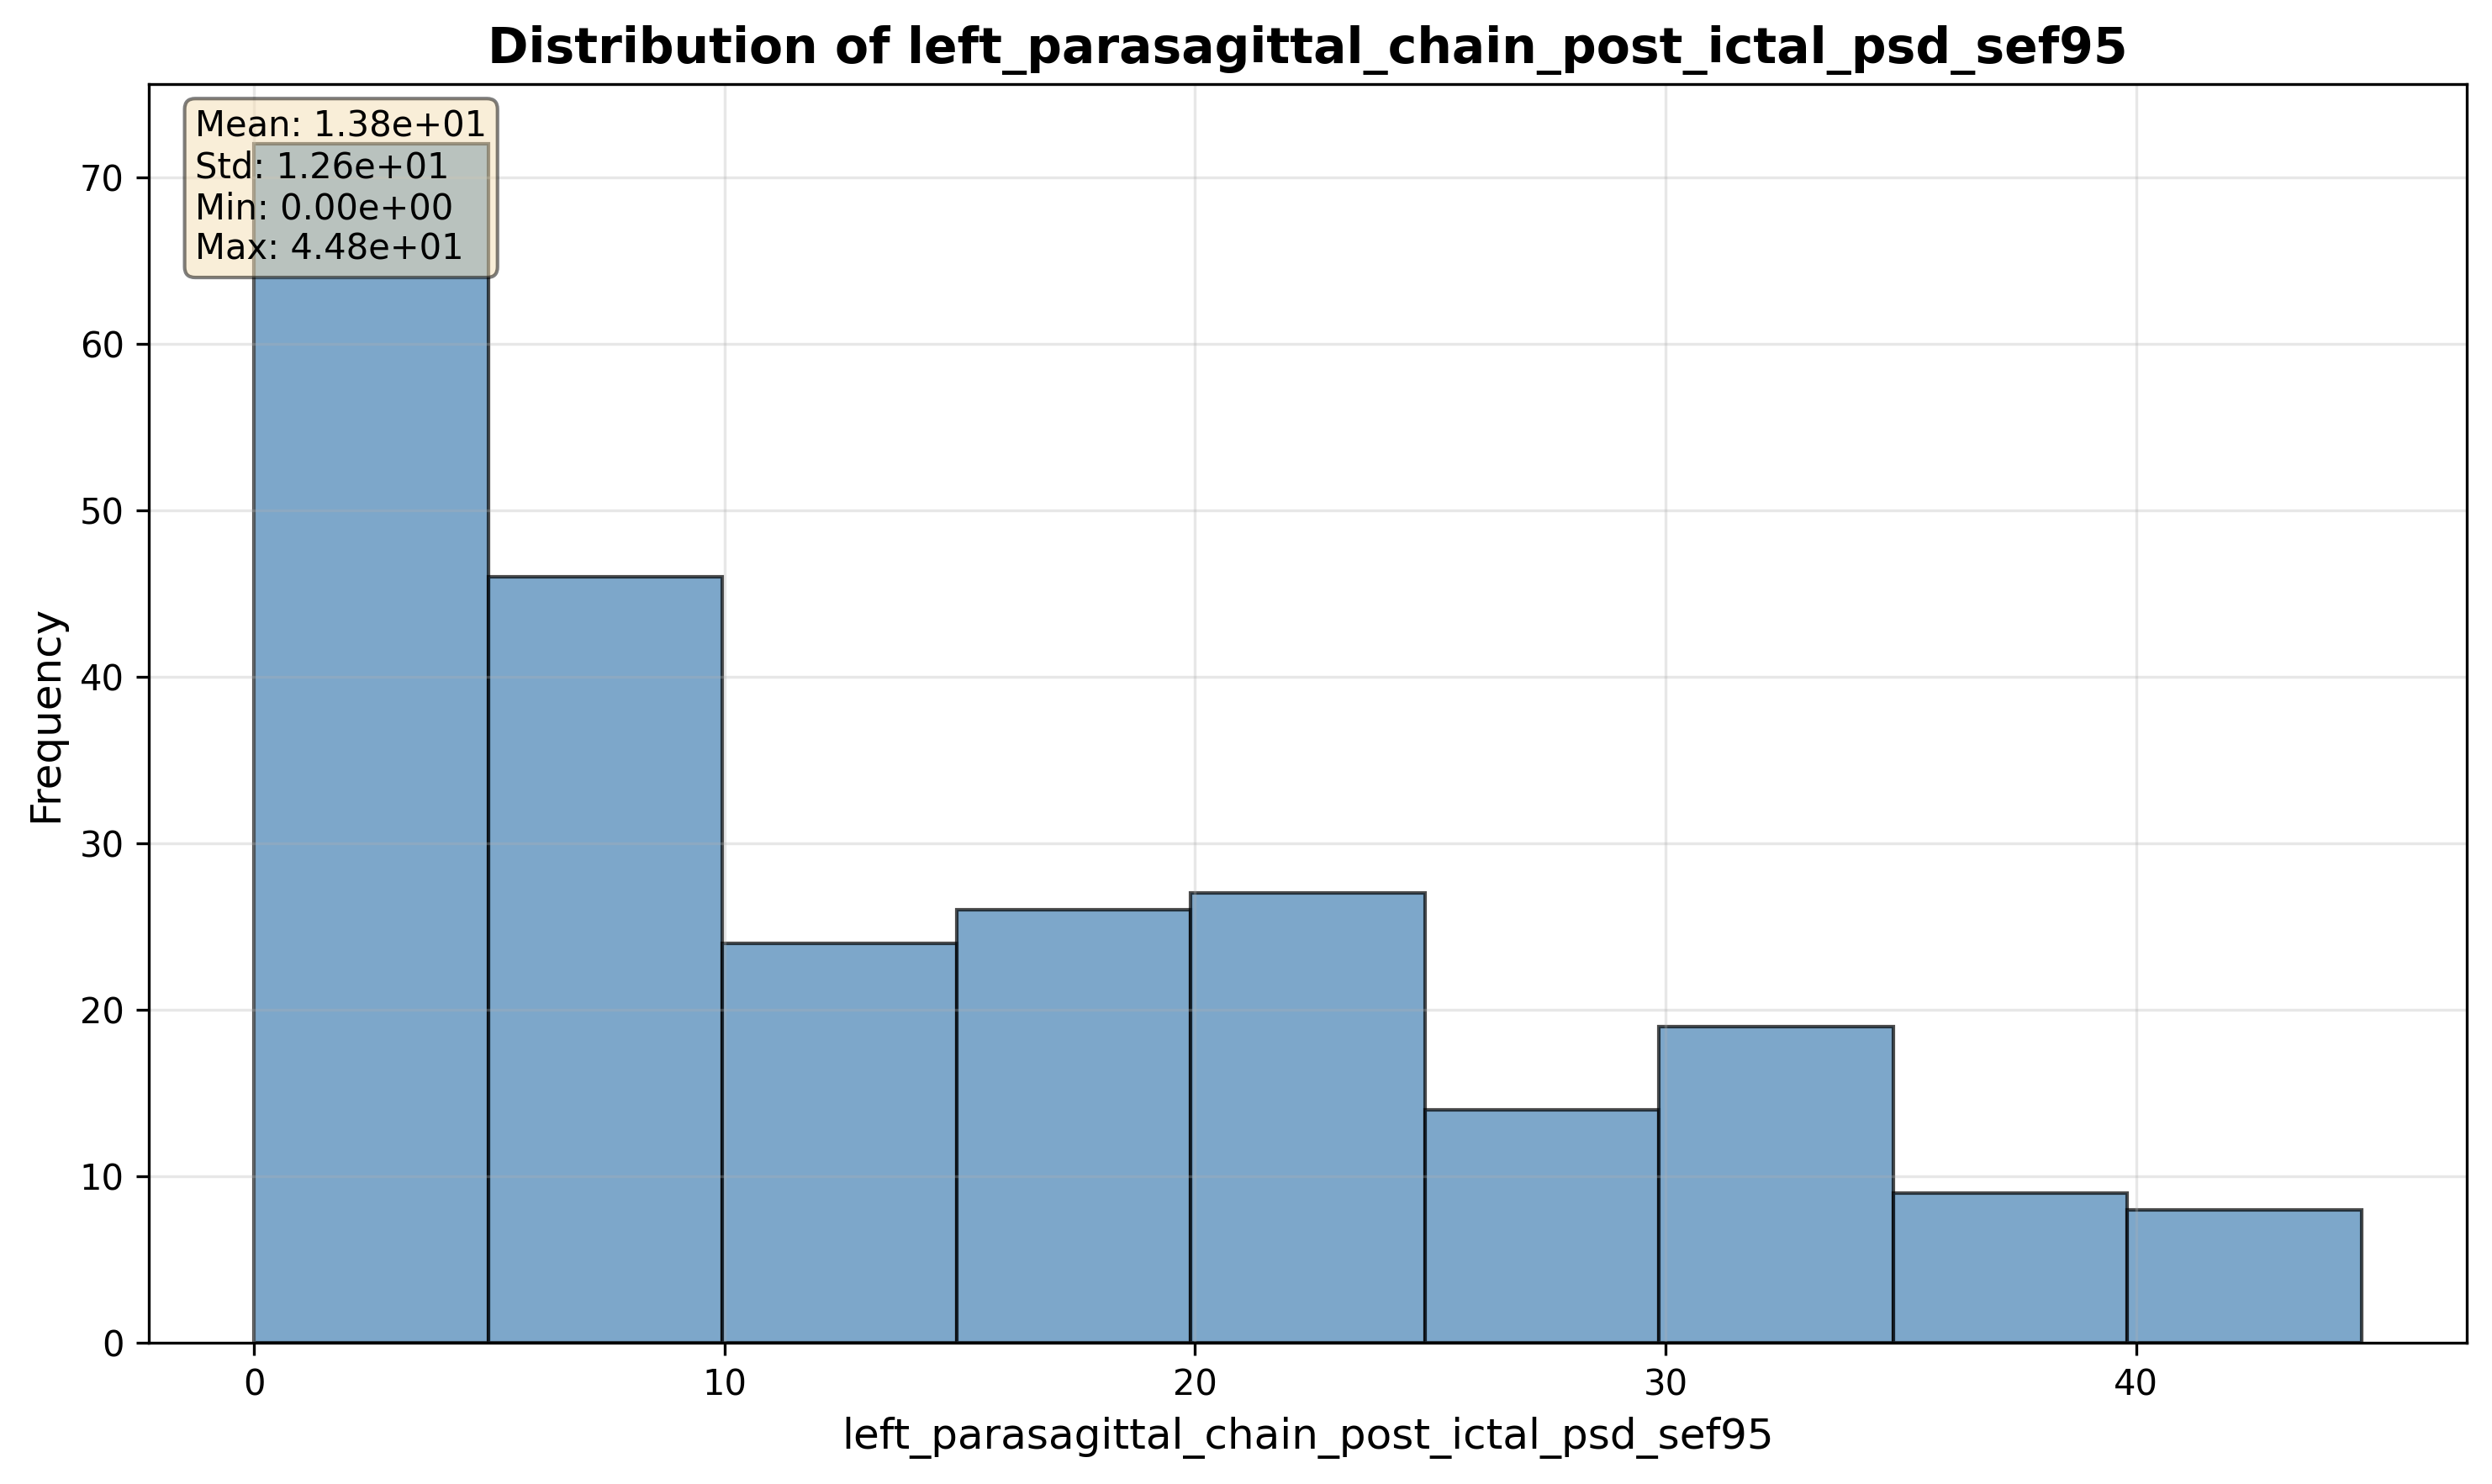 Distribution of left_parasagittal_chain_post_ictal_psd_sef95
Mean: 1.38e+01
Std: 1.26e+01
Min: 0.00e+00
Max: 4.48e+01
70
60
50
40
30
20
10
0
Frequency
0 10 20 30 40
left_parasagittal_chain_post_ictal_psd_sef95